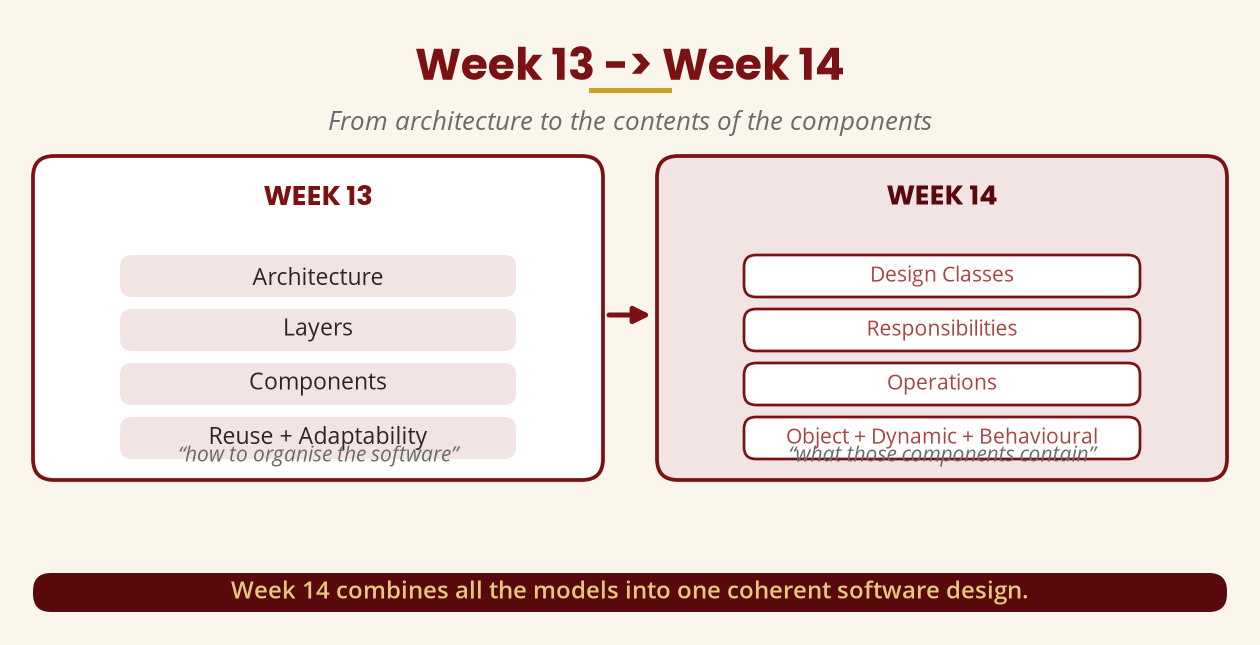 Week 13 -> Week 14
From architecture to the contents of the components
WEEK 13
Architecture
Layers
Components
Reuse + Adaptability
“how to organise the software”
WEEK 14
Design Classes
Responsibilities
Operations
Object + Dynamic + Behavioural
“what those components contain”
Week 14 combines all the models into one coherent software design.